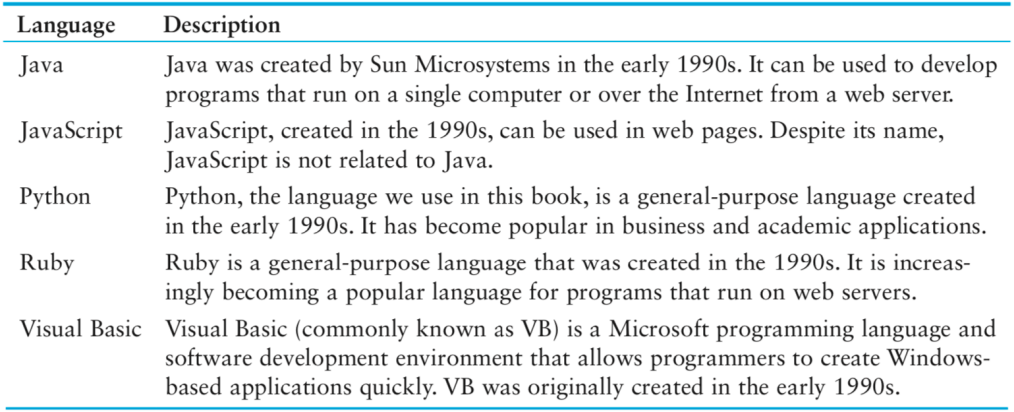 Language Description
Java Java was created by Sun Microsystems in the early 1990s. It can be used to develop
programs that run on a single computer or over the Internet from a web server.
JavaScript JavaScript, created in the 1990s, can be used in web pages. Despite its name,
JavaScript is not related to Java.
Python Python, the language we use in this book, is a general-purpose language created
in the early 1990s. It has become popular in business and academic applications.
Ruby Ruby is a general-purpose language that was created in the 1990s. It is increas-
ingly becoming a popular language for programs that run on web servers.
Visual Basic Visual Basic (commonly known as VB) is a Microsoft programming language and
software development environment that allows programmers to create Windows-
based applications quickly. VB was originally created in the early 1990s.